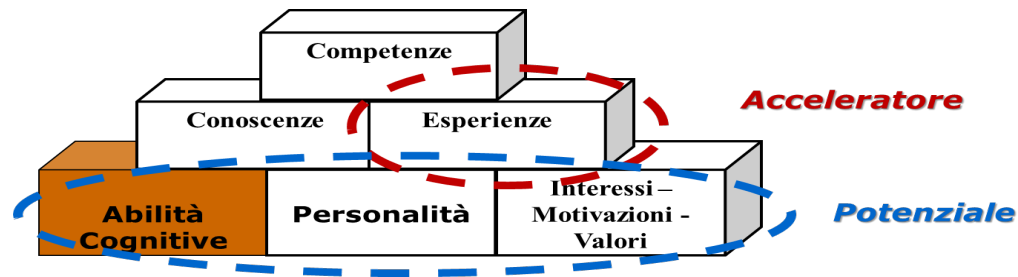 Competenze
Conoscenze
Esperienze
Acceleratore
Abilità
Cognitive
Personalità
Interessi –
Motivazioni -
Valori
Potenziale